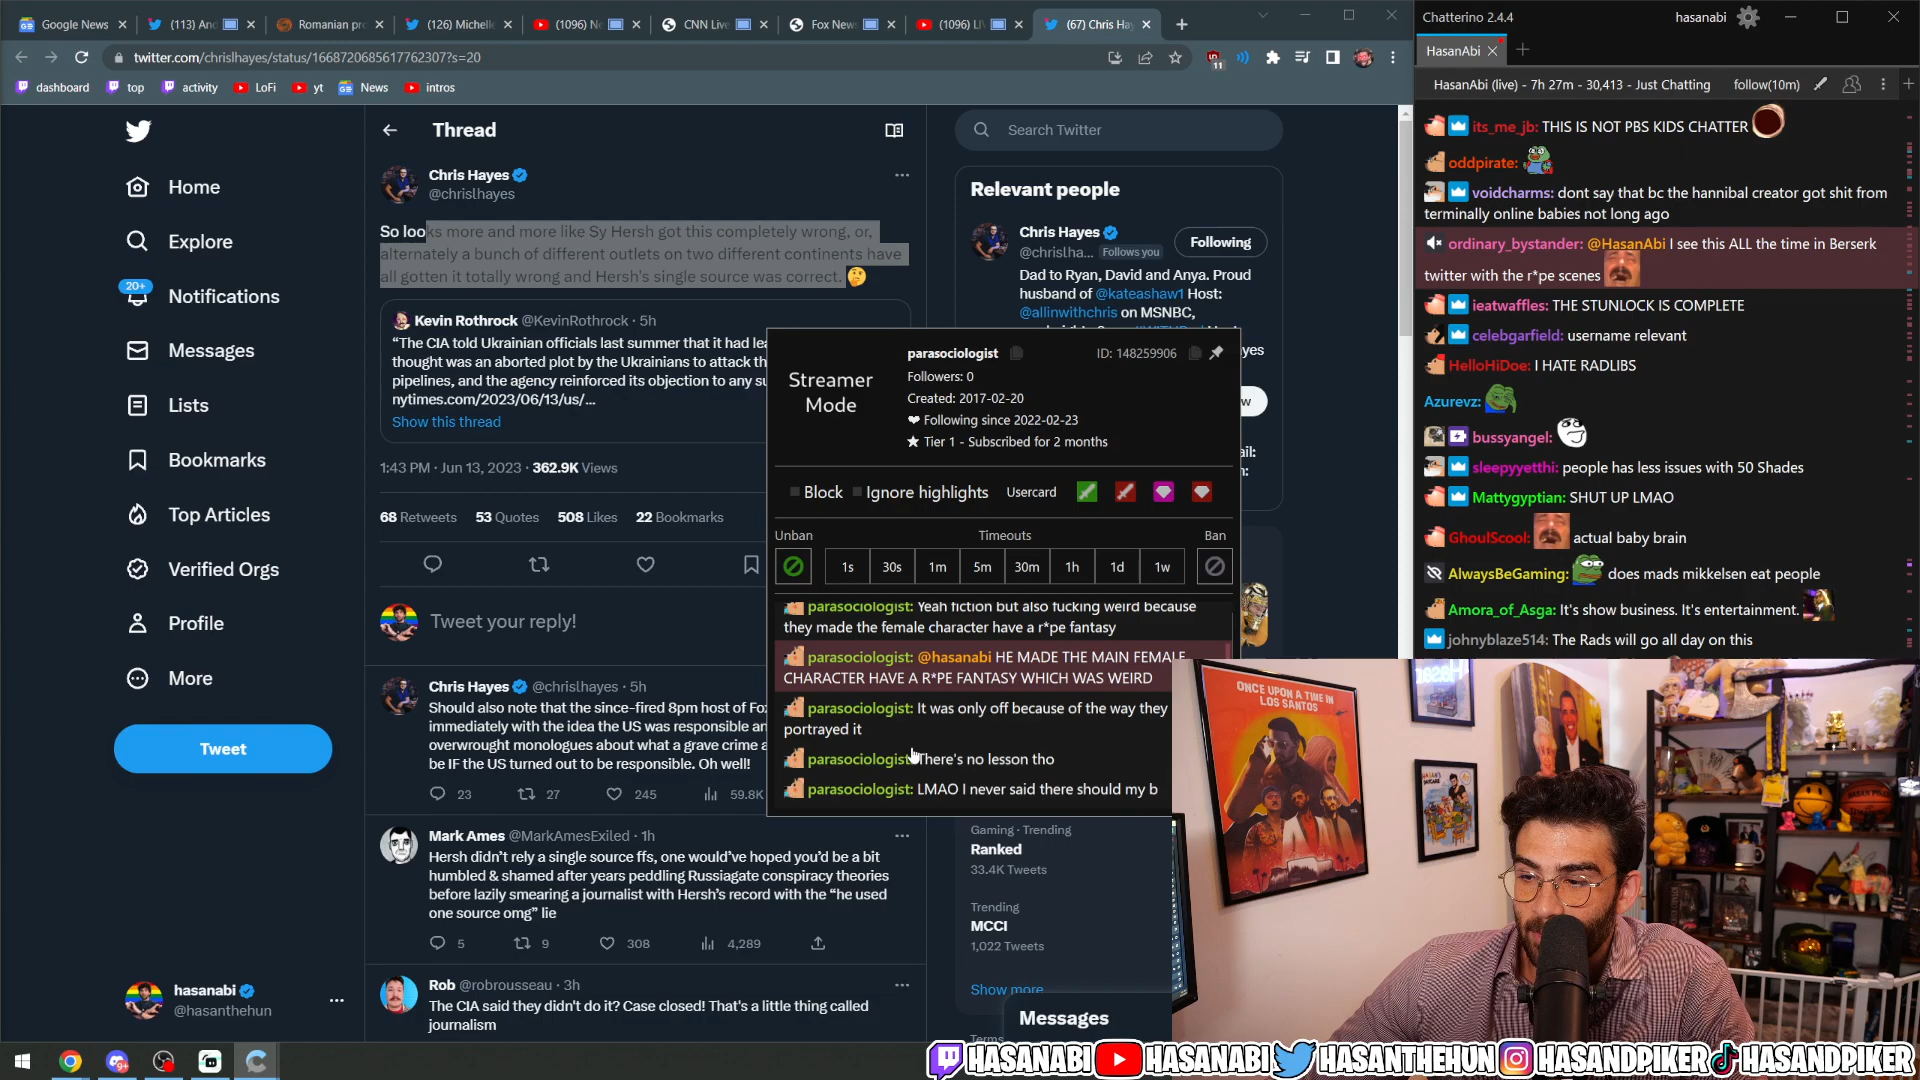 Google News
(113) And
Romanian pr
(126) Michelle
(1096) N
CNN Live
Fox News
(1096) LI
(67) Chris Ha
twitter.com/chrislhayes/status/1668720685617762307?s=20
11
dashboard
top
activity
LoFi
yt
News
intros
Home
Explore
20+
Notifications
Messages
Lists
Bookmarks
Top Articles
Verified Orgs
Profile
More
Tweet
hasanabi
@hasanthehun
Thread
Chris Hayes
@chrislhayes
So looks more and more like Sy Hersh got this completely wrong, or,
alternately a bunch of different outlets on two different continents have
all gotten it totally wrong and Hersh's single source was correct.
Kevin Rothrock @KevinRothrock · 5h
"The CIA told Ukrainian officials last summer that it had lea
thought was an aborted plot by the Ukrainians to attack th
pipelines, and the agency reinforced its objection to any su
nytimes.com/2023/06/13/us/...
Show this thread
1:43 PM · Jun 13, 2023 · 362.9K Views
68 Retweets 53 Quotes 508 Likes 22 Bookmarks
Tweet your reply!
Chris Hayes @chrislhayes · 5h
Should also note that the since-fired 8pm host of Fox
immediately with the idea the US was responsible an
overwrought monologues about what a grave crime a
be IF the US turned out to be responsible. Oh well!
23 27 245 59.8K
Mark Ames @MarkAmesExiled · 1h
Hersh didn't rely a single source ffs, one would've hoped you'd be a bit
humbled & shamed after years peddling Russiagate conspiracy theories
before lazily smearing a journalist with Hersh's record with the "he used
one source omg" lie
5 9 308 4,289
Rob @robrousseau · 3h
The CIA said they didn't do it? Case closed! That's a little thing called
journalism
Search Twitter
Relevant people
Chris Hayes
@chrislha... Follows you
Following
Dad to Ryan, David and Anya. Proud
husband of @kateashaw1 Host:
@allinwithchris on MSNBC,
Streamer
Mode
parasociologist
ID: 148259906
Followers: 0
Created: 2017-02-20
Following since 2022-02-23
Tier 1 - Subscribed for 2 months
Block
Ignore highlights
Usercard
Unban
Timeouts
Ban
1s 30s 1m 5m 30m 1h 1d 1w
parasociologist: Yeah fiction but also fucking weird because
they made the female character have a r*pe fantasy
parasociologist: @hasanabi HE MADE THE MAIN FEMALE
CHARACTER HAVE A R*PE FANTASY WHICH WAS WEIRD
parasociologist: It was only off because of the way they
portrayed it
parasociologist: There's no lesson tho
parasociologist: LMAO I never said there should my b
Gaming · Trending
Ranked
33.4K Tweets
Trending
MCCI
1,022 Tweets
Show more
Messages
Chatterino 2.4.4
hasanabi
HasanAbi
HasanAbi (live) - 7h 27m - 30,413 - Just Chatting
follow(10m)
its_me_jb: THIS IS NOT PBS KIDS CHATTER
oddpirate:
voidcharms: dont say that bc the hannibal creator got shit from
terminally online babies not long ago
ordinary_bystander: @HasanAbi I see this ALL the time in Berserk
twitter with the r*pe scenes
ieatwaffles: THE STUNLOCK IS COMPLETE
celebgarfield: username relevant
HelloHiDoe: I HATE RADLIBS
Azurevz:
bussyangel:
sleepyyetthi: people has less issues with 50 Shades
Mattygyptian: SHUT UP LMAO
GhoulScool: actual baby brain
AlwaysBeGaming: does mads mikkelsen eat people
Amora_of_Asga: It's show business. It's entertainment.
johnyblaze514: The Rads will go all day on this
ONCE UPON A TIME IN
LOS SANTOS
HASANABI HASANABI HASANTHEHUN HASANDPIKER HASANDPIKER